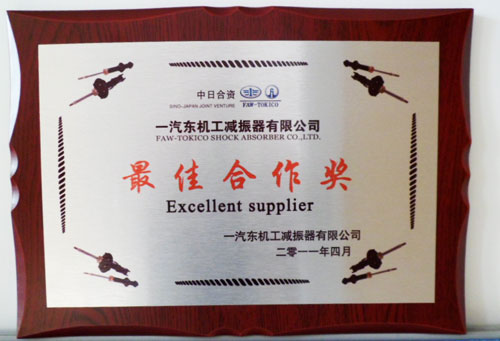 中日合资
SINO-JAPAN JOINT VENTURE
FAW-TOKICO
一汽东机工减振器有限公司
FAW-TOKICO SHOCK ABSORBER CO.,LTD.
最佳合作奖
Excellent supplier
一汽东机工减振器有限公司
二零一一年四月